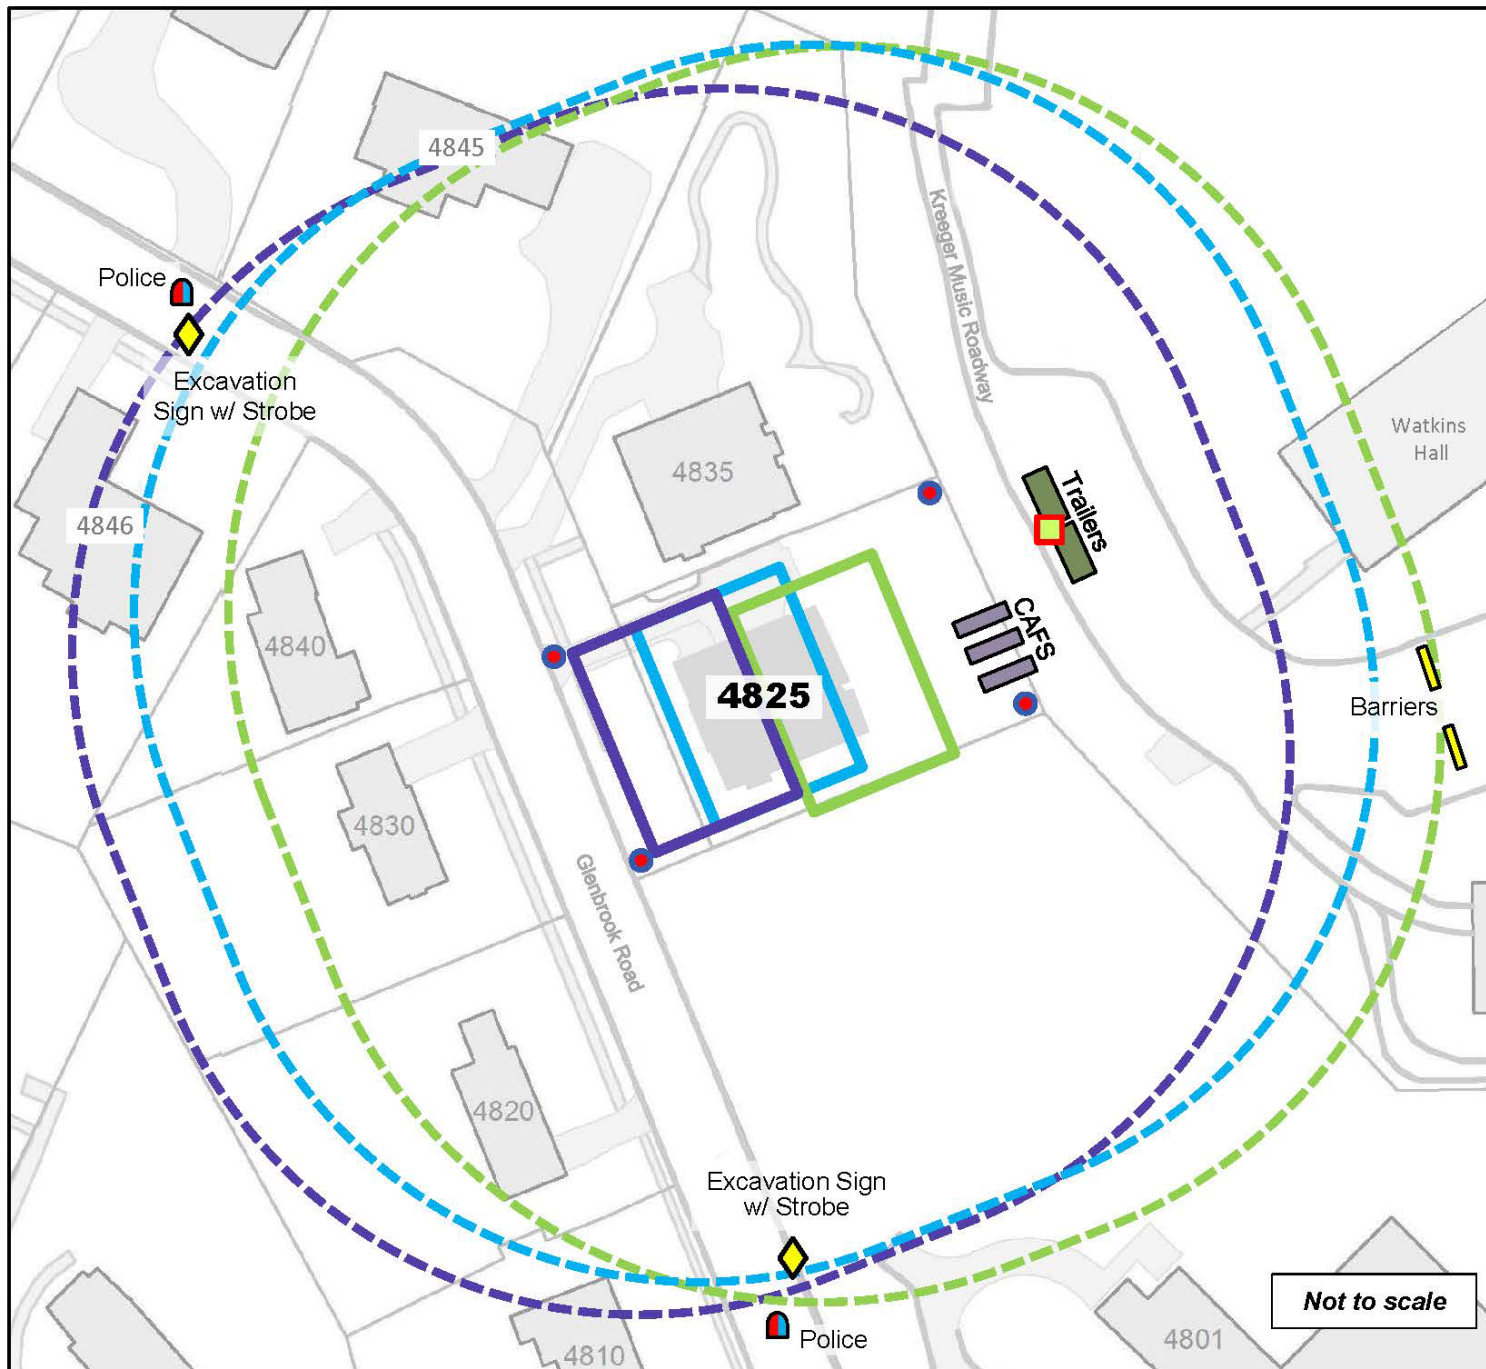 4845
Kreeger Music Roadway
Police
Excavation
Sign w/ Strobe
Watkins
Hall
4835
Trailers
4846
CAFS
4840
4825
Barriers
4830
Glenbrook Road
4820
Excavation Sign
w/ Strobe
Not to scale
Police
4810
4801